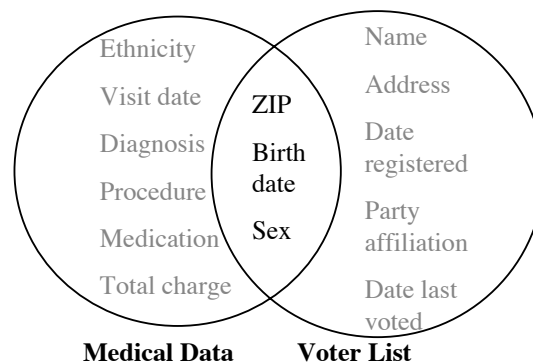 Ethnicity
Visit date
Diagnosis
Procedure
Medication
Total charge
ZIP
Birth
date
Sex
Name
Address
Date
registered
Party
affiliation
Date last
voted
Medical Data
Voter List